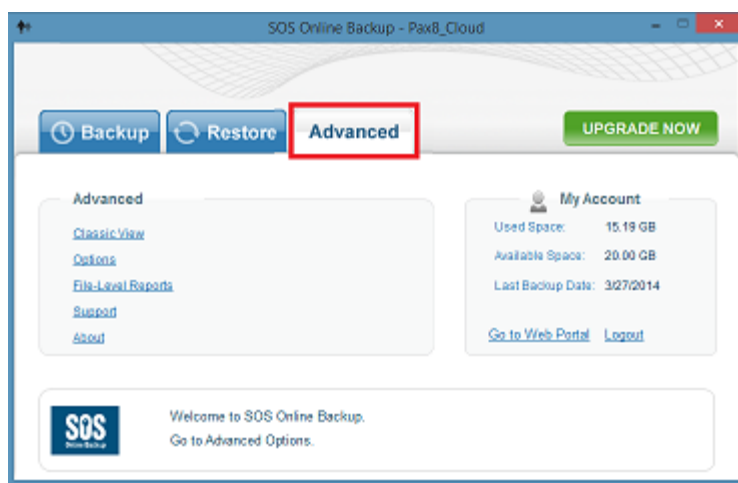 SOS Online Backup - Pax8_Cloud
Backup
Restore
Advanced
UPGRADE NOW
Advanced
Classic View
Options
File-Level Reports
Support
About
My Account
Used Space: 15.19 GB
Available Space: 20.00 GB
Last Backup Date: 3/27/2014
Go to Web Portal Logout
SOS
Online Backup
Welcome to SOS Online Backup.
Go to Advanced Options.